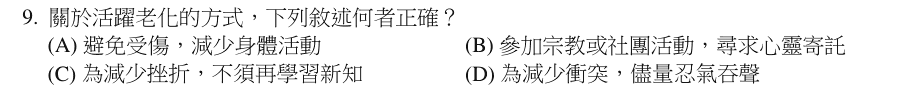 9. 關於活躍老化的方式，下列敘述何者正確？
(A) 避免受傷，減少身體活動 (B) 參加宗教或社團活動，尋求心靈寄託
(C) 為減少挫折，不須再學習新知 (D) 為減少衝突，儘量忍氣吞聲